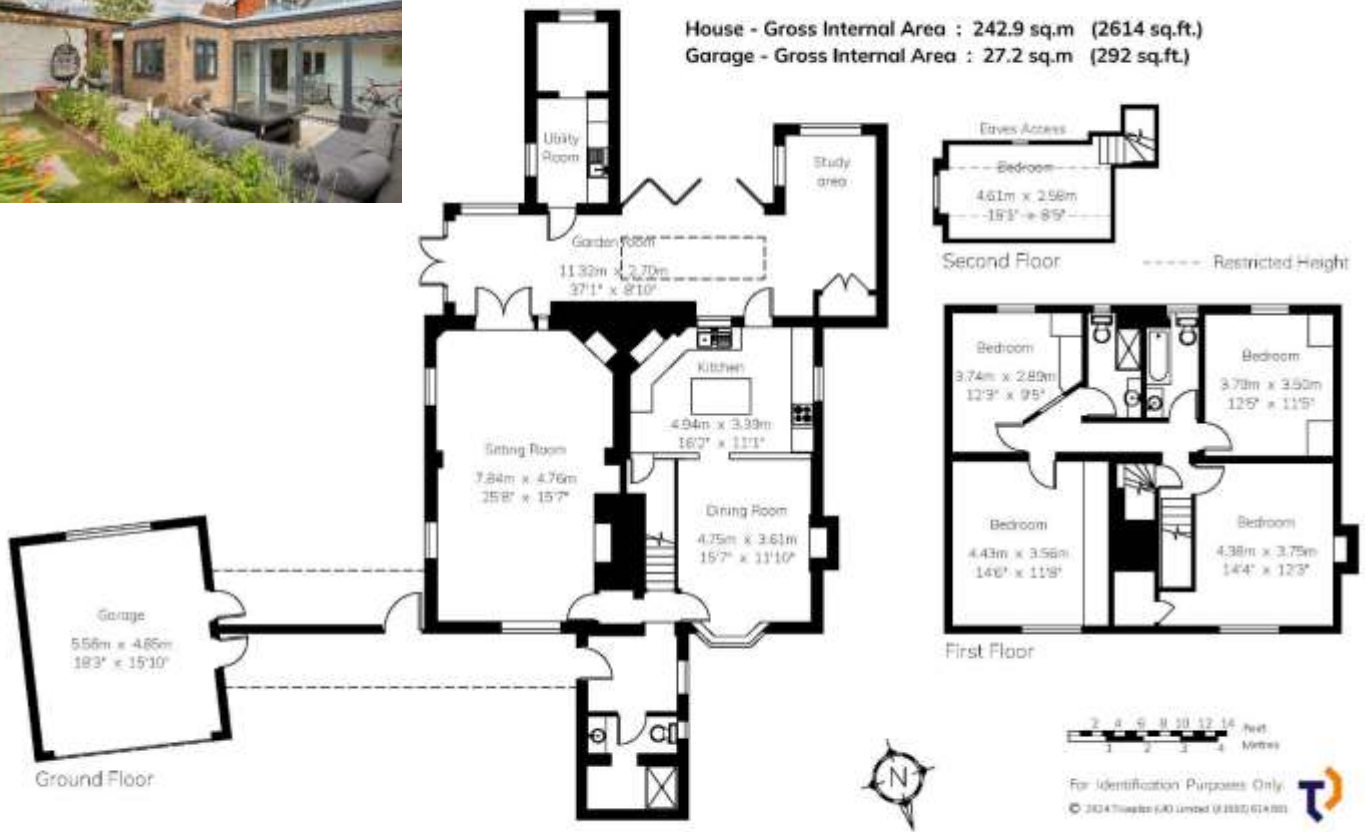 House - Gross Internal Area : 242.9 sq.m (2614 sq.ft.)
Garage - Gross Internal Area : 27.2 sq.m (292 sq.ft.)
Utility
Room
Study
area
Garden room
11.32m x 2.70m
37'1" x 8'10"
Eaves Access
Bedroom
4.61m x 2.58m
15'1" x 8'5"
Second Floor
Restricted Height
Kitchen
4.94m x 3.39m
16'2" x 11'1"
Sitting Room
7.84m x 4.76m
25'8" x 15'7"
Dining Room
4.75m x 3.61m
15'7" x 11'10"
Bedroom
3.74m x 2.89m
12'3" x 9'5"
Bedroom
3.79m x 3.50m
12'5" x 11'5"
Bedroom
4.43m x 3.56m
14'6" x 11'8"
Bedroom
4.38m x 3.75m
14'4" x 12'3"
First Floor
Garage
5.58m x 4.85m
18'3" x 15'10"
Ground Floor
N
2 4 6 8 10 12 14 Feet
1 2 3 4 Metres
For Identification Purposes Only.
© 2024 Limited